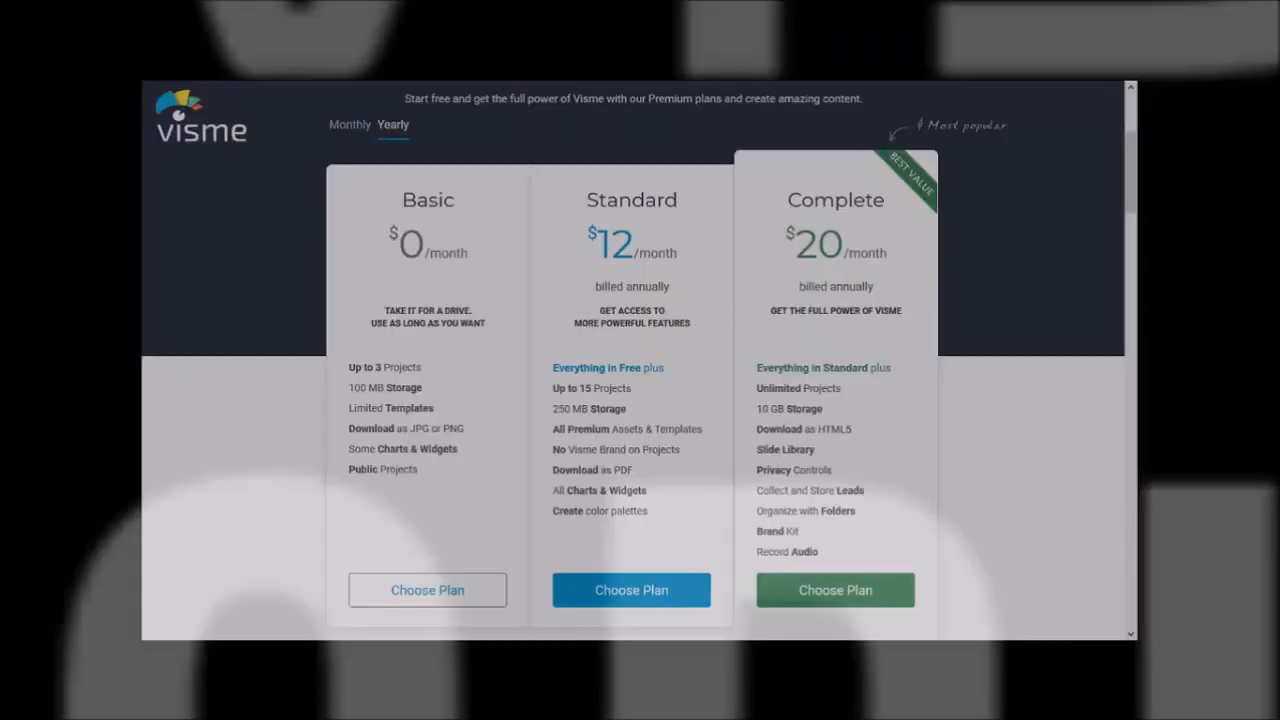 visme
Start free and get the full power of Visme with our Premium plans and create amazing content.
Monthly Yearly
Most popular
BEST VALUE
Basic
$0/month
TAKE IT FOR A DRIVE.
USE AS LONG AS YOU WANT
Up to 3 Projects
100 MB Storage
Limited Templates
Download as JPG or PNG
Some Charts & Widgets
Public Projects
Choose Plan
Standard
$12/month
billed annually
GET ACCESS TO
MORE POWERFUL FEATURES
Everything in Free plus
Up to 15 Projects
250 MB Storage
All Premium Assets & Templates
No Visme Brand on Projects
Download as PDF
All Charts & Widgets
Create color palettes
Choose Plan
Complete
$20/month
billed annually
GET THE FULL POWER OF VISME
Everything in Standard plus
Unlimited Projects
10 GB Storage
Download as HTML5
Slide Library
Privacy Controls
Collect and Store Leads
Organize with Folders
Brand Kit
Record Audio
Choose Plan